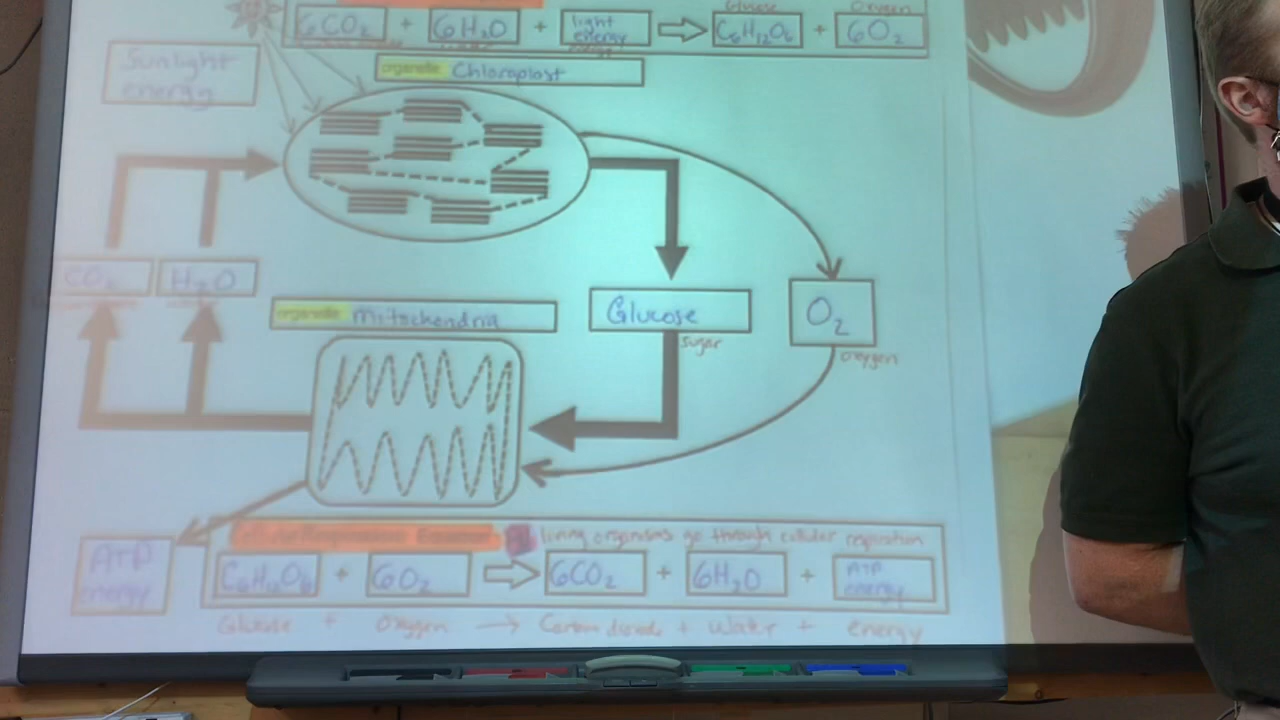 Glucose Oxygen
6CO₂ + 6H₂O + light energy ⇨ C₆H₁₂O₆ + 6O₂
energy
organelle Chloroplast
Sunlight
energy
CO₂ H₂O
organelle Mitochondria
Glucose
sugar
O₂
oxygen
living organisms go through cellular respiration
ATP
energy
C₆H₁₂O₆ + 6O₂ ⇨ 6CO₂ + 6H₂O + ATP energy
Glucose + Oxygen → Carbon dioxide + Water + energy